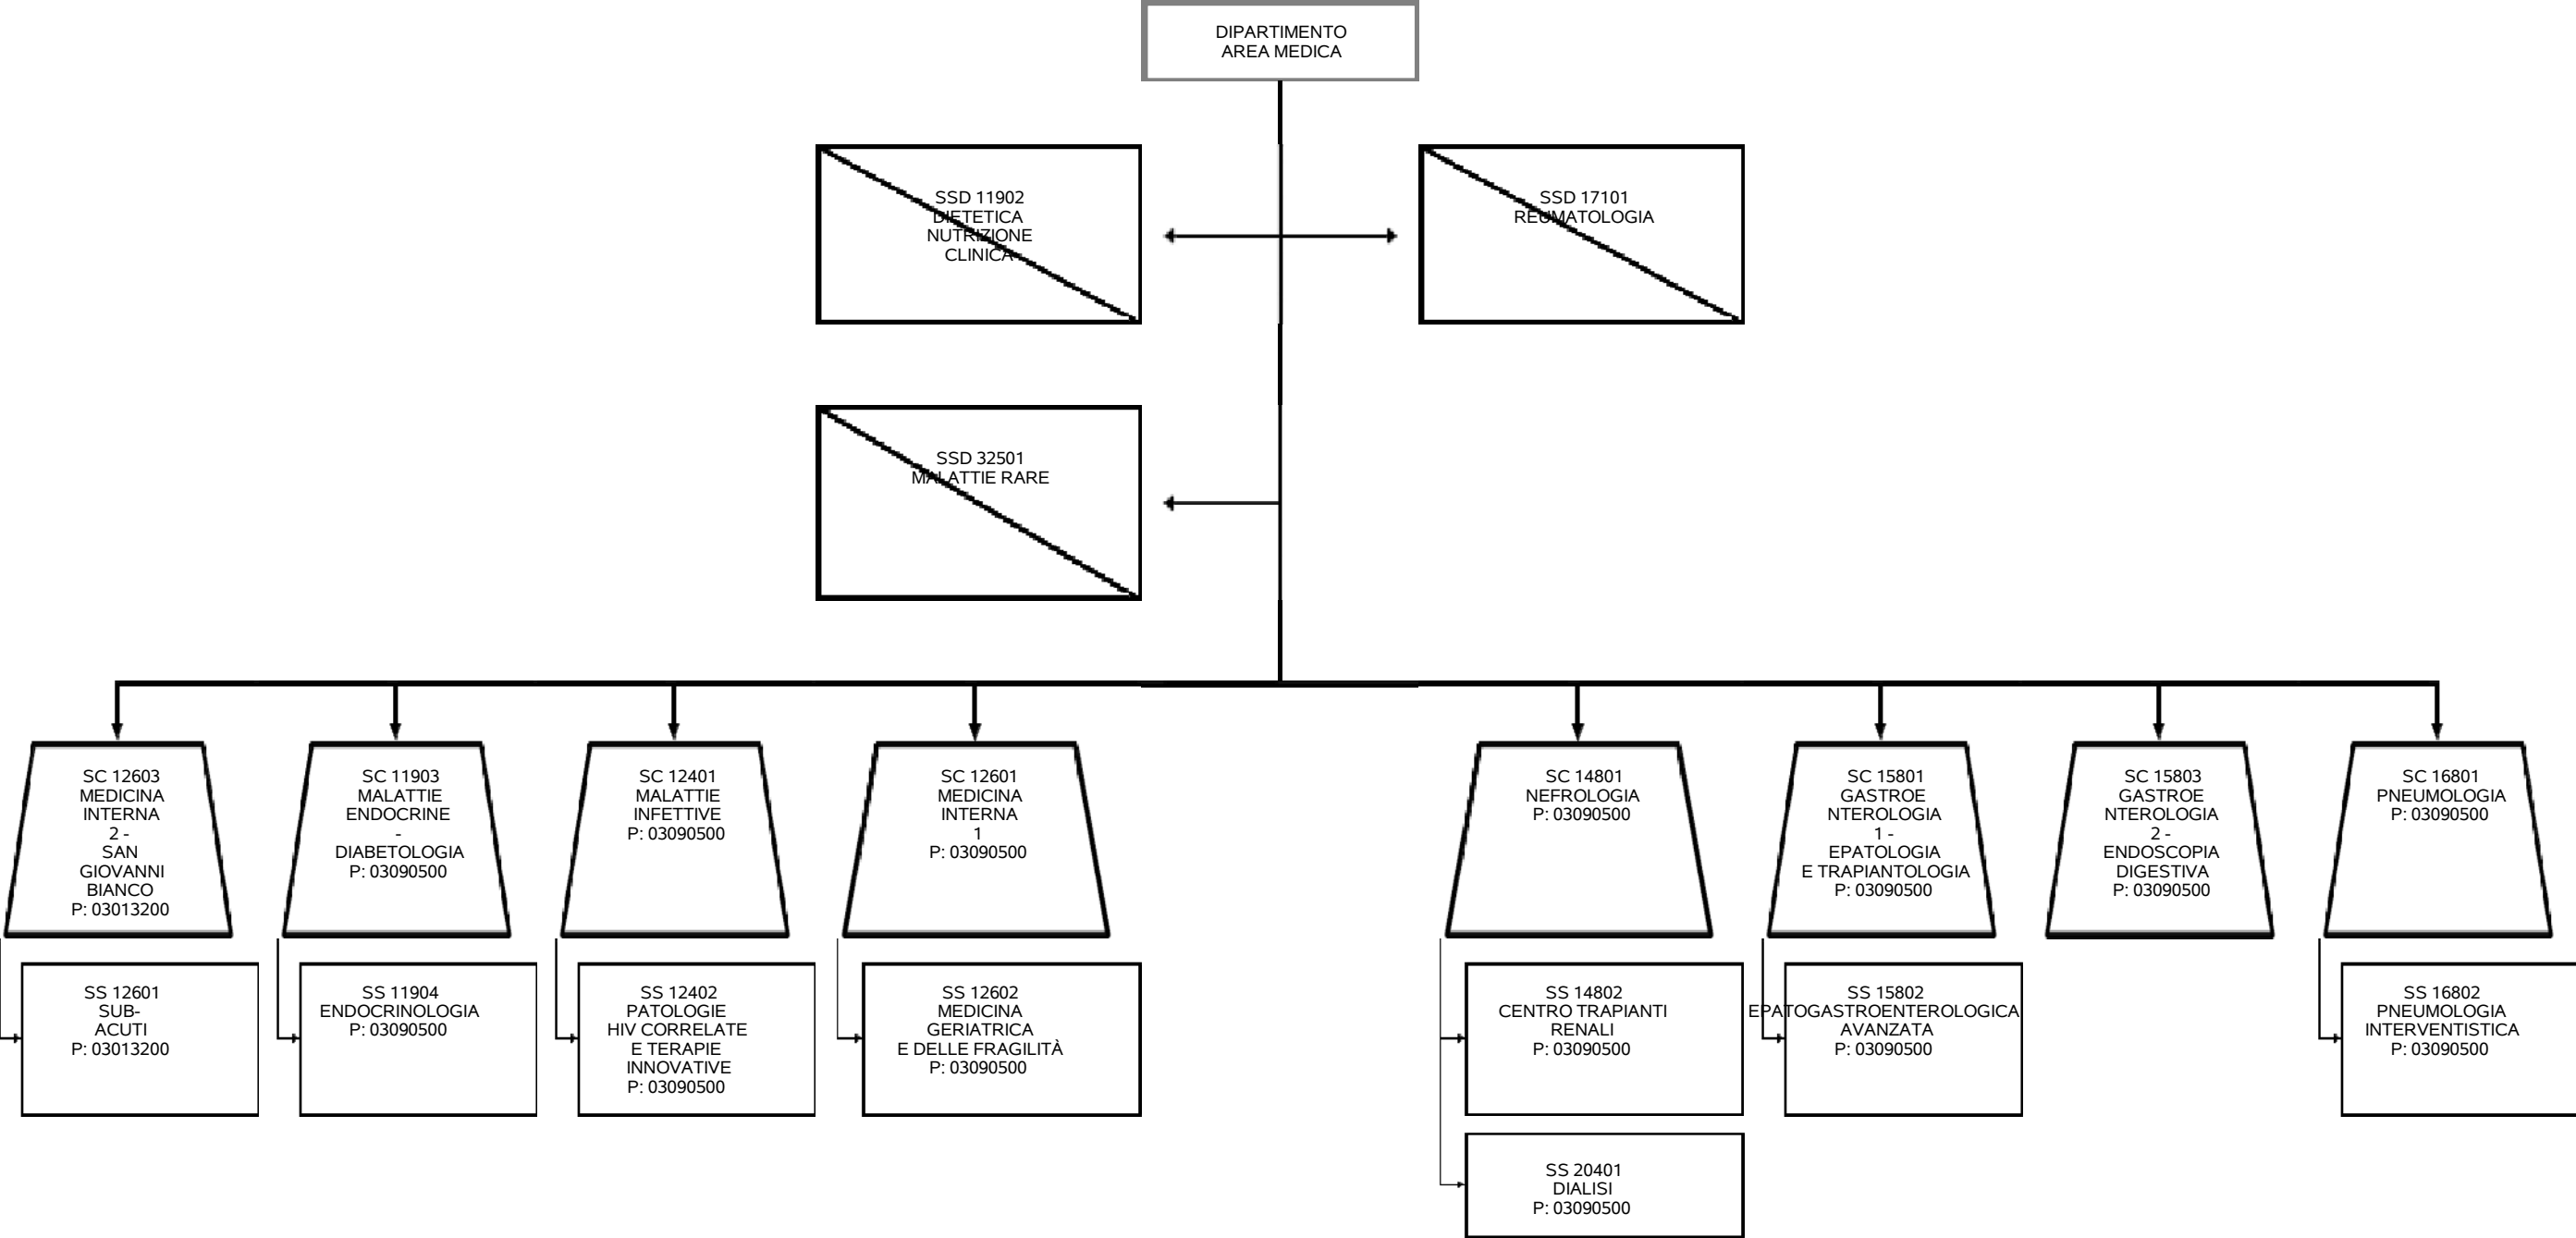 DIPARTIMENTO
AREA MEDICA
SSD 11902
DIETETICA
NUTRIZIONE
CLINICA
SSD 17101
REUMATOLOGIA
SSD 32501
MALATTIE RARE
SC 12603
MEDICINA
INTERNA
2 -
SAN
GIOVANNI
BIANCO
P: 03013200
SC 11903
MALATTIE
ENDOCRINE
-
DIABETOLOGIA
P: 03090500
SC 12401
MALATTIE
INFETTIVE
P: 03090500
SC 12601
MEDICINA
INTERNA
1
P: 03090500
SC 14801
NEFROLOGIA
P: 03090500
SC 15801
GASTROE
NTEROLOGIA
1 -
EPATOLOGIA
E TRAPIANTOLOGIA
P: 03090500
SC 15803
GASTROE
NTEROLOGIA
2 -
ENDOSCOPIA
DIGESTIVA
P: 03090500
SC 16801
PNEUMOLOGIA
P: 03090500
SS 12601
SUB-
ACUTI
P: 03013200
SS 11904
ENDOCRINOLOGIA
P: 03090500
SS 12402
PATOLOGIE
HIV CORRELATE
E TERAPIE
INNOVATIVE
P: 03090500
SS 12602
MEDICINA
GERIATRICA
E DELLE FRAGILITÀ
P: 03090500
SS 14802
CENTRO TRAPIANTI
RENALI
P: 03090500
SS 15802
EPATOGASTROENTEROLOGICA
AVANZATA
P: 03090500
SS 16802
PNEUMOLOGIA
INTERVENTISTICA
P: 03090500
SS 20401
DIALISI
P: 03090500